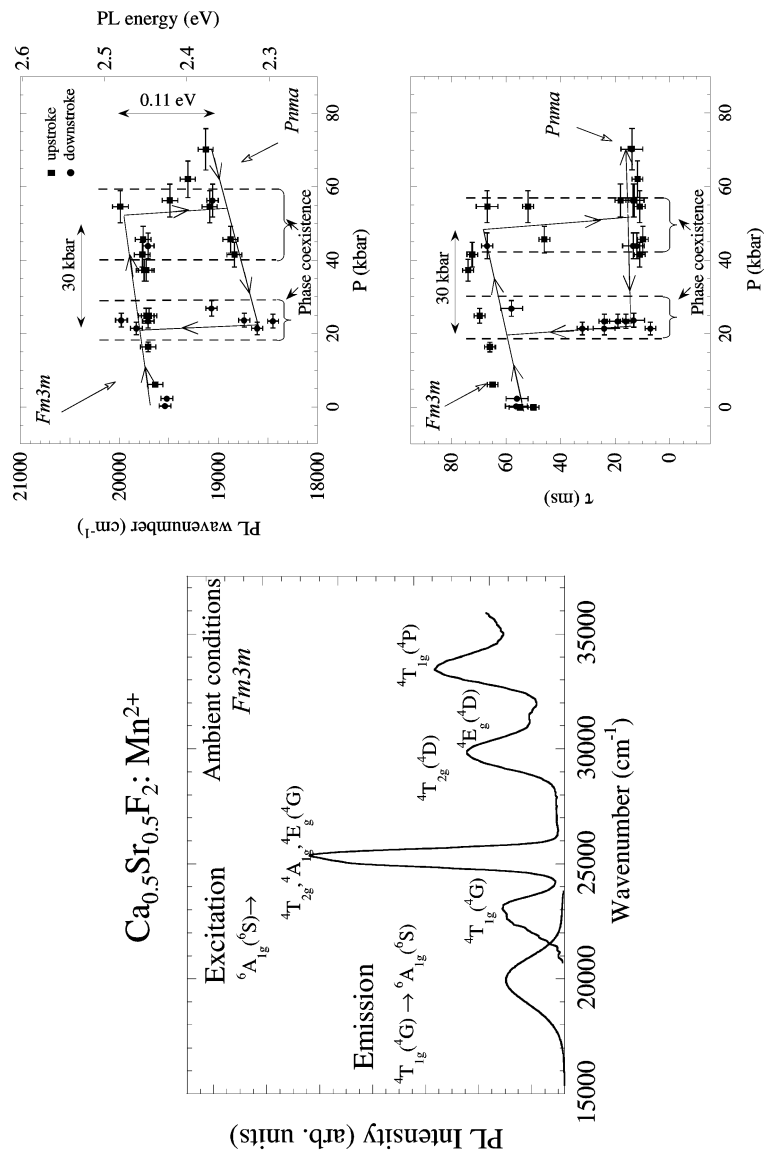 Ca0.5Sr0.5F2: Mn2+
Excitation
6A1g(6S)→
Ambient conditions
Fm3m
4T2g, 4A1g, 4Eg(4G)
Emission
4T1g(4G) → 6A1g(6S)
4T1g(4G)
4T2g(4D)
4Eg(4D)
4T1g(4P)
PL Intensity (arb. units)
15000 20000 25000 30000 35000
Wavenumber (cm-1)
PL energy (eV)
2.6
2.5
2.4
2.3
upstroke
downstroke
0.11 eV
Fm3m
30 kbar
Pnma
Phase coexistence
21000
20000
19000
18000
PL wavenumber (cm-1)
0 20 40 60 80
P (kbar)
Fm3m
30 kbar
Pnma
Phase coexistence
80
60
40
20
0
τ (ms)
0 20 40 60 80
P (kbar)